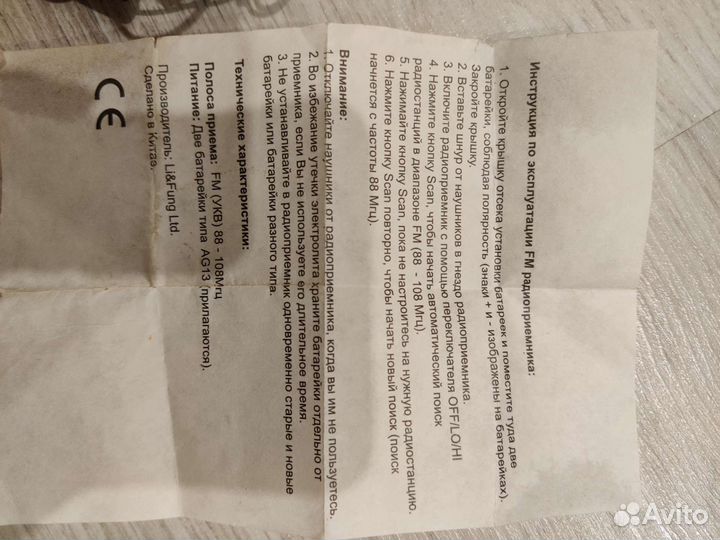 Инструкция по эксплуатации FM радиоприемника:
1. Откройте крышку отсека установки батареек и поместите туда две
батарейки, соблюдая полярность (знаки + и - изображены на батарейках).
Закройте крышку.
2. Вставьте шнур от наушников в гнездо радиоприемника.
3. Включите радиоприемник с помощью переключателя OFF/LO/HI
4. Нажмите кнопку Scan, чтобы начать автоматический поиск
радиостанций в диапазоне FM (88 - 108 Мгц).
5. Нажимайте кнопку Scan, пока не настроитесь на нужную радиостанцию.
6. Нажмите кнопку Scan повторно, чтобы начать новый поиск (поиск
начнется с частоты 88 Мгц).
Внимание:
1. Отключайте наушники от радиоприемника, когда вы им не пользуетесь.
2. Во избежание утечки электролита храните батарейки отдельно от
приемника, если Вы не используете его длительное время.
3. Не устанавливайте в радиоприемник одновременно старые и новые
батарейки или батарейки разного типа.
Технические характеристики:
Полоса приема: FM (УКВ) 88 - 108Мгц
Питание: Две батарейки типа AG13 (прилагаются).
Производитель: Li&Fung Ltd.
Сделано в Китае.
CE
Avito